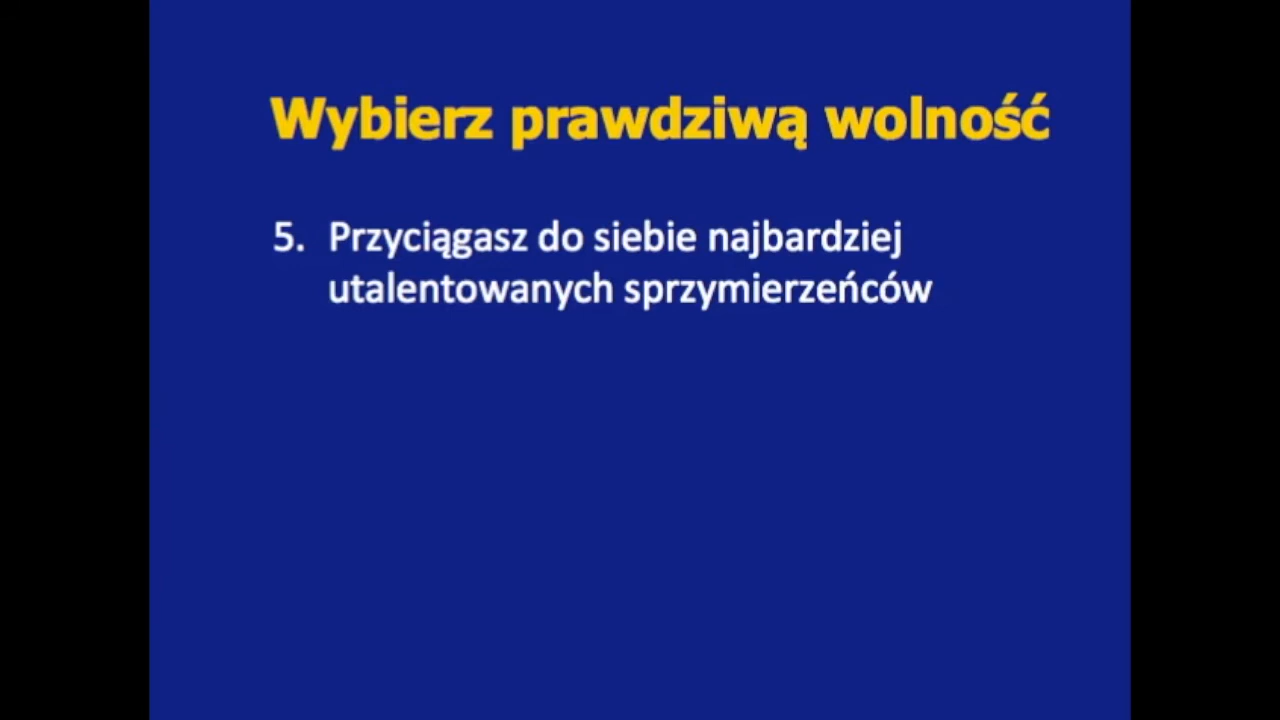 Wybierz prawdziwą wolność
5. Przyciągasz do siebie najbardziej
utalentowanych sprzymierzeńców